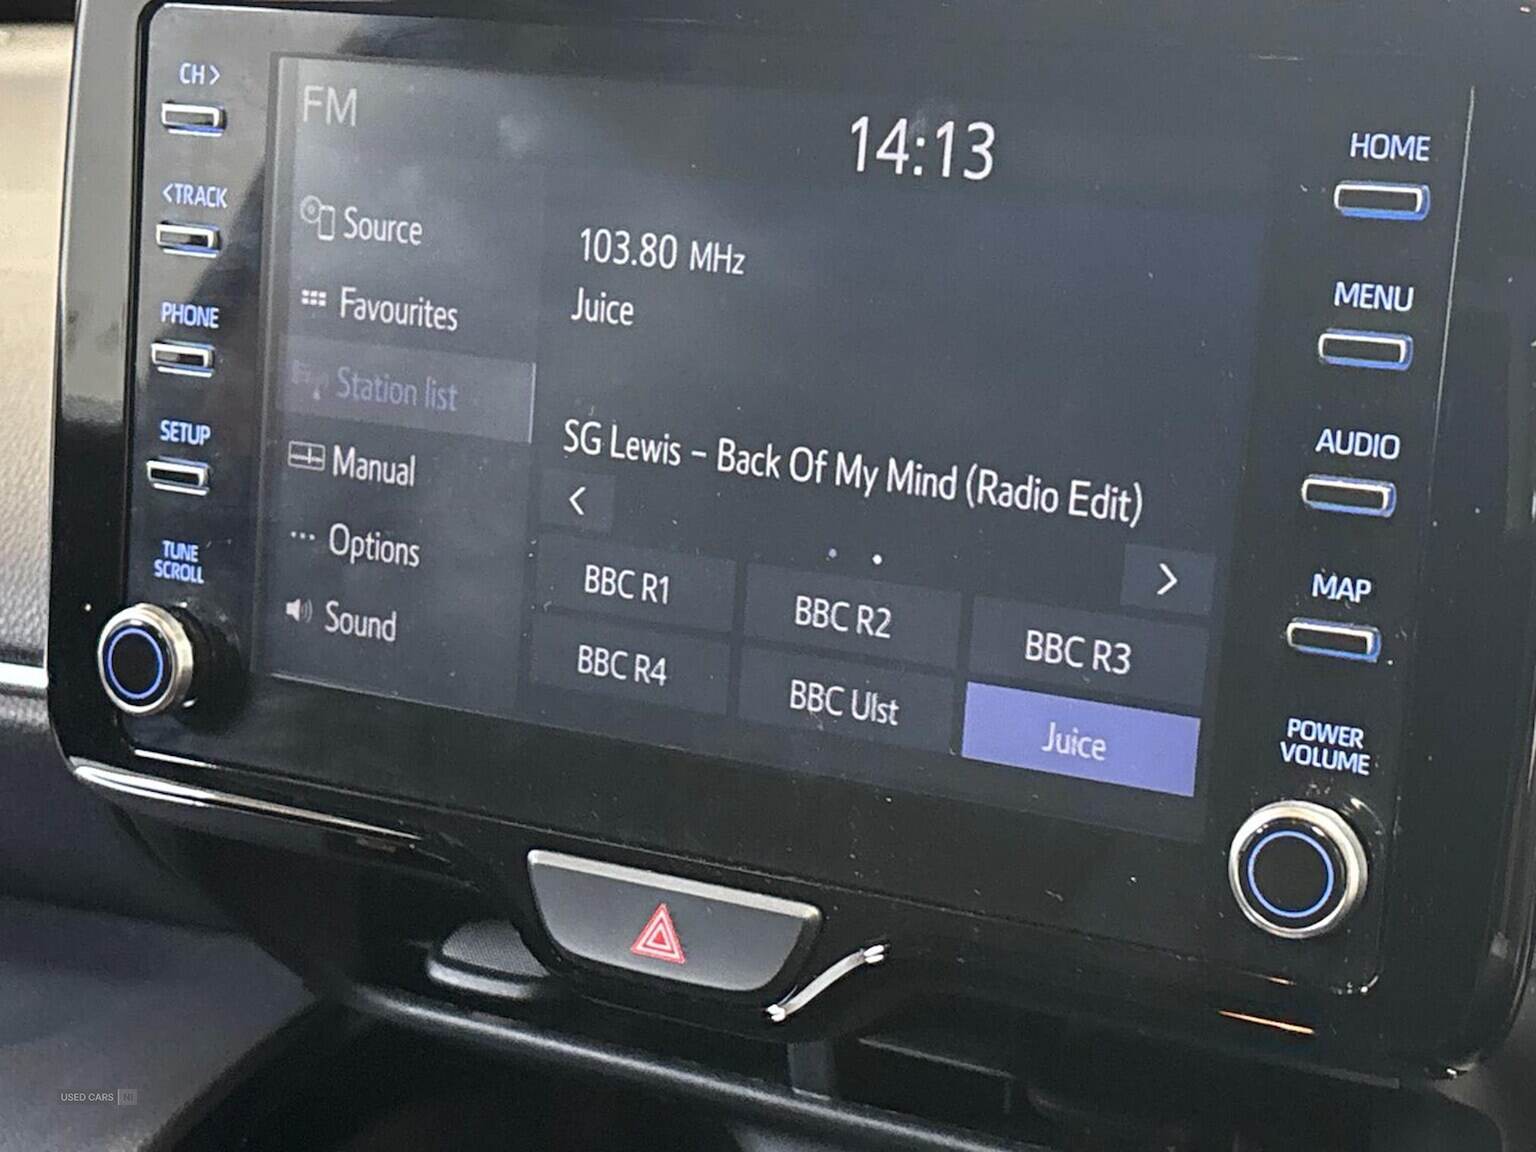 CH >
< TRACK
PHONE
SETUP
TUNE
SCROLL
FM
14:13
Source
Favourites
Station list
Manual
Options
Sound
103.80 MHz
Juice
SG Lewis – Back Of My Mind (Radio Edit)
BBC R1
BBC R2
BBC R3
BBC R4
BBC Ulst
Juice
HOME
MENU
AUDIO
MAP
POWER
VOLUME
USED CARS NI